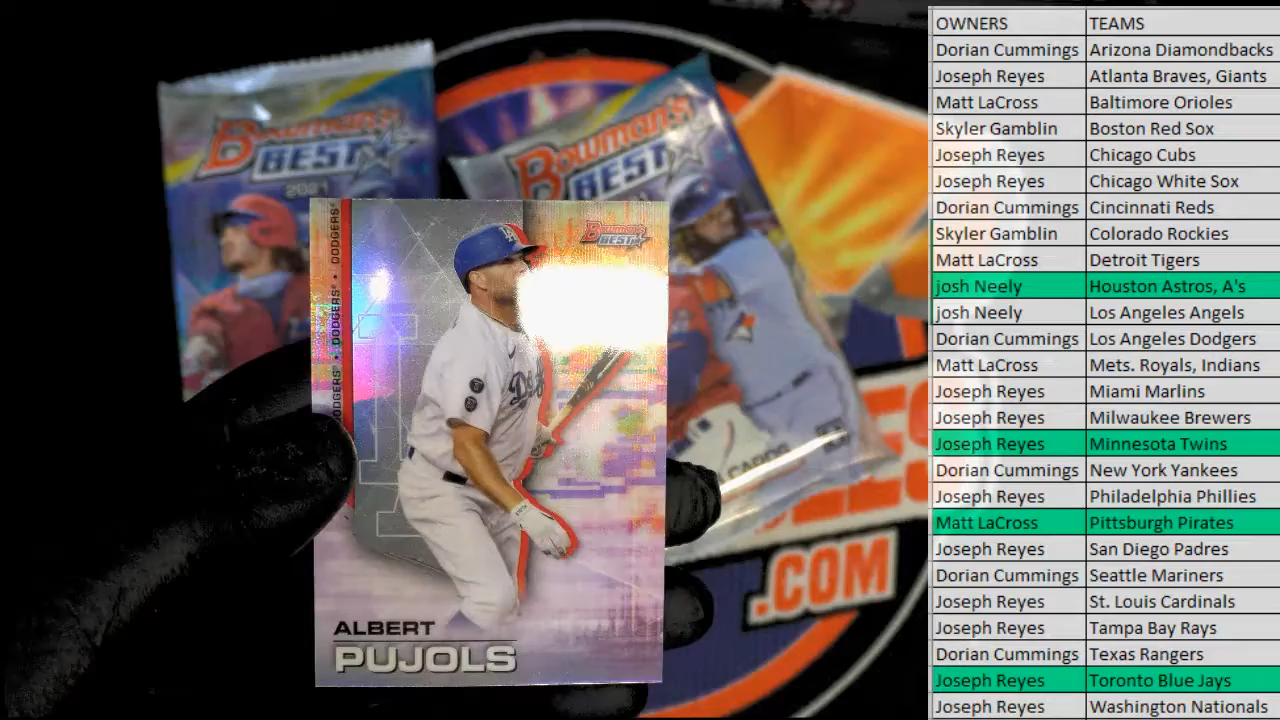 BOWMAN'S
BEST
2021
BOWMAN'S
BEST
BOWMAN'S
BEST
DODGERS • DODGERS • DODGERS
ALBERT
PUJOLS
.COM
OWNERS TEAMS
Dorian Cummings Arizona Diamondbacks
Joseph Reyes Atlanta Braves, Giants
Matt LaCross Baltimore Orioles
Skyler Gamblin Boston Red Sox
Joseph Reyes Chicago Cubs
Joseph Reyes Chicago White Sox
Dorian Cummings Cincinnati Reds
Skyler Gamblin Colorado Rockies
Matt LaCross Detroit Tigers
josh Neely Houston Astros, A's
josh Neely Los Angeles Angels
Dorian Cummings Los Angeles Dodgers
Matt LaCross Mets. Royals, Indians
Joseph Reyes Miami Marlins
Joseph Reyes Milwaukee Brewers
Joseph Reyes Minnesota Twins
Dorian Cummings New York Yankees
Joseph Reyes Philadelphia Phillies
Matt LaCross Pittsburgh Pirates
Joseph Reyes San Diego Padres
Dorian Cummings Seattle Mariners
Joseph Reyes St. Louis Cardinals
Joseph Reyes Tampa Bay Rays
Dorian Cummings Texas Rangers
Joseph Reyes Toronto Blue Jays
Joseph Reyes Washington Nationals